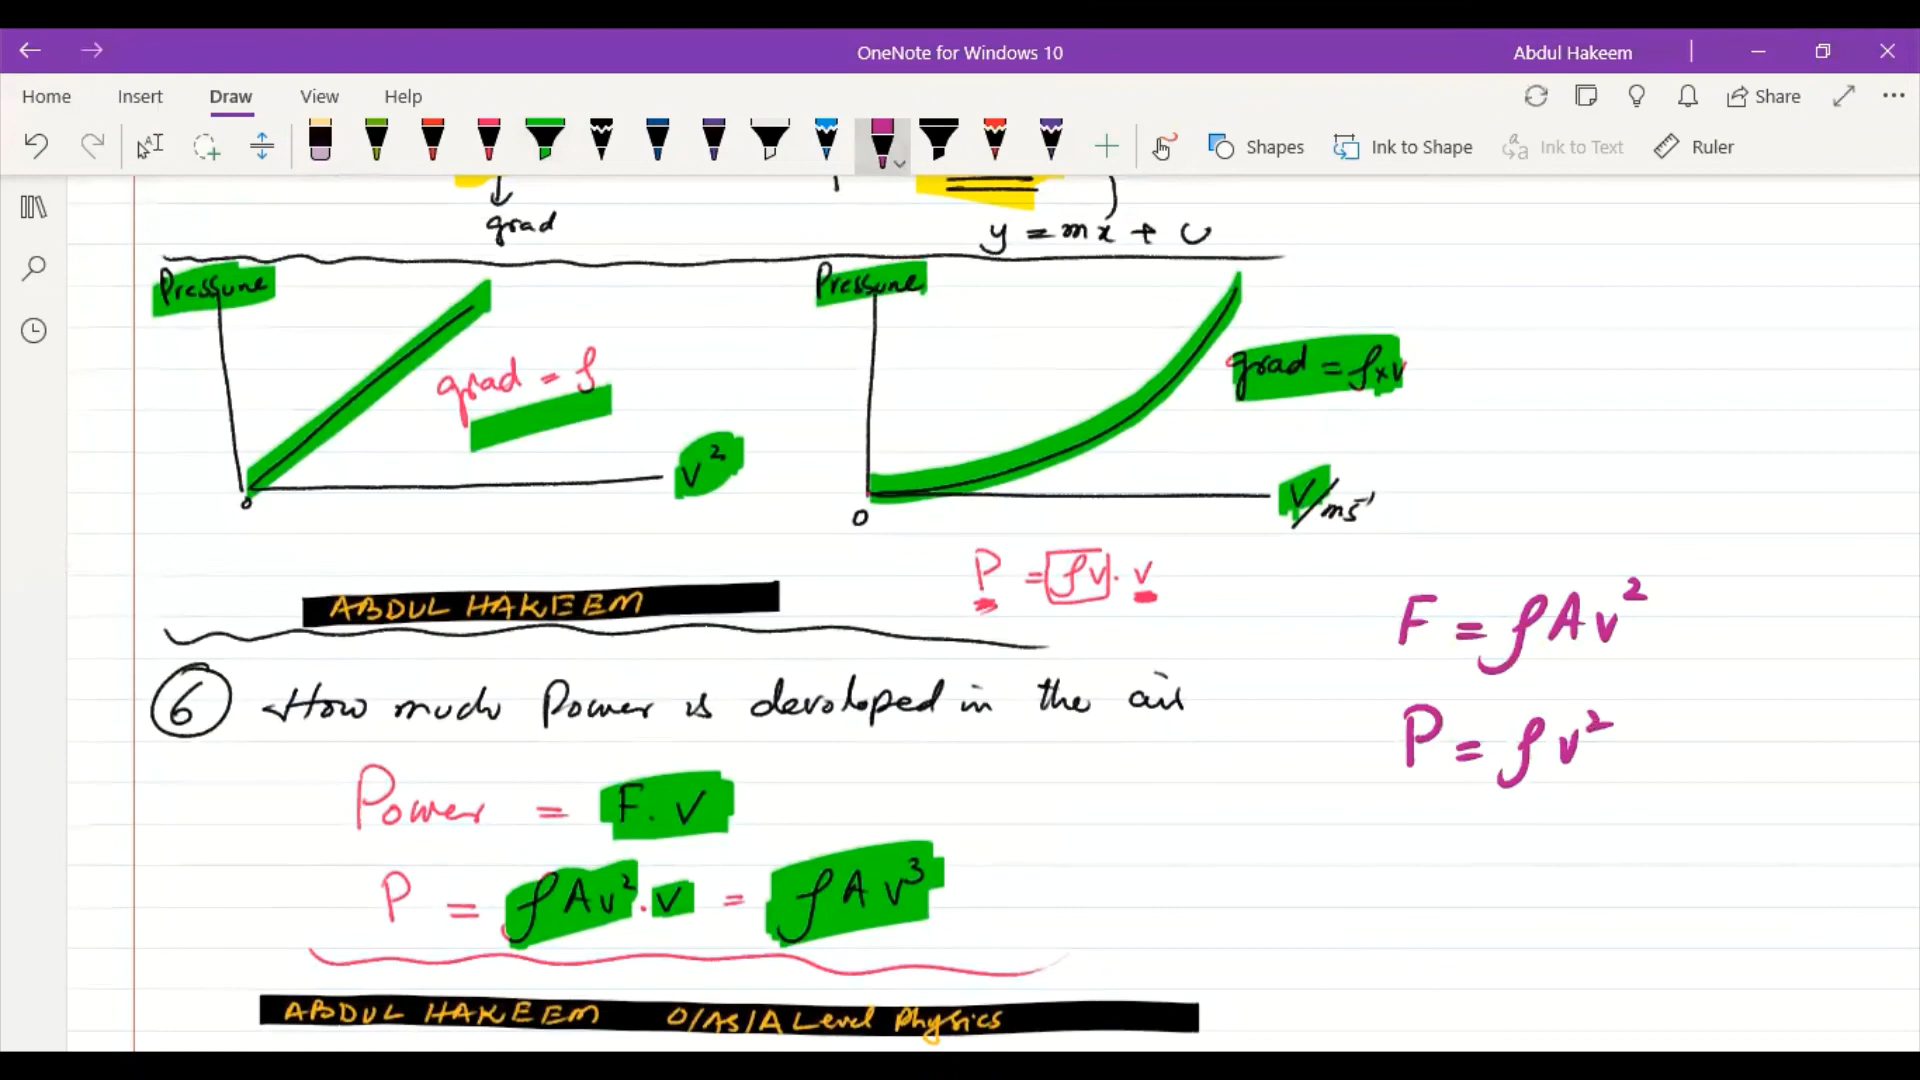 OneNote for Windows 10
Abdul Hakeem
Home Insert Draw View Help
Share
Shapes Ink to Shape Ink to Text Ruler
grad
y = mx + c
Pressure
grad = ρ
v²
0
Pressure
grad = ρ×v
v/ms⁻¹
0
P = ρv · v
ABDUL HAKEEM
F = ρAv²
P = ρv²
⑥ How much Power is developed in the air
Power = F. v
P = ρAv² . v = ρAv³
ABDUL HAKEEM O/AS/A Level Physics